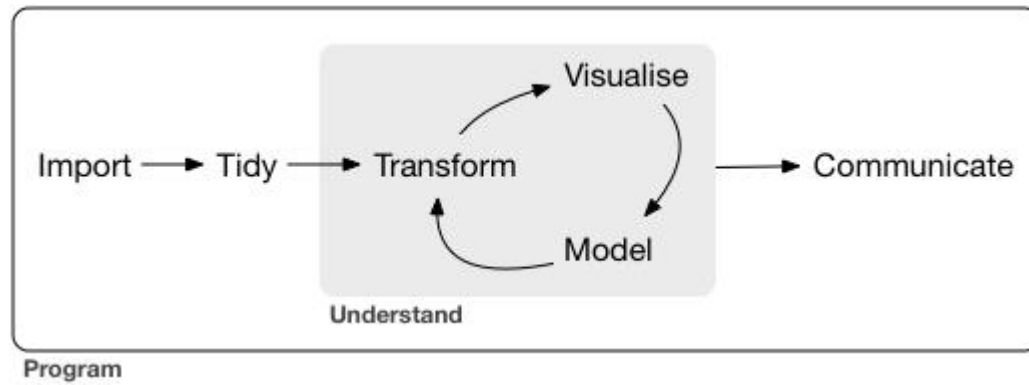 Visualise
Import Tidy Transform Communicate
Model
Understand
Program